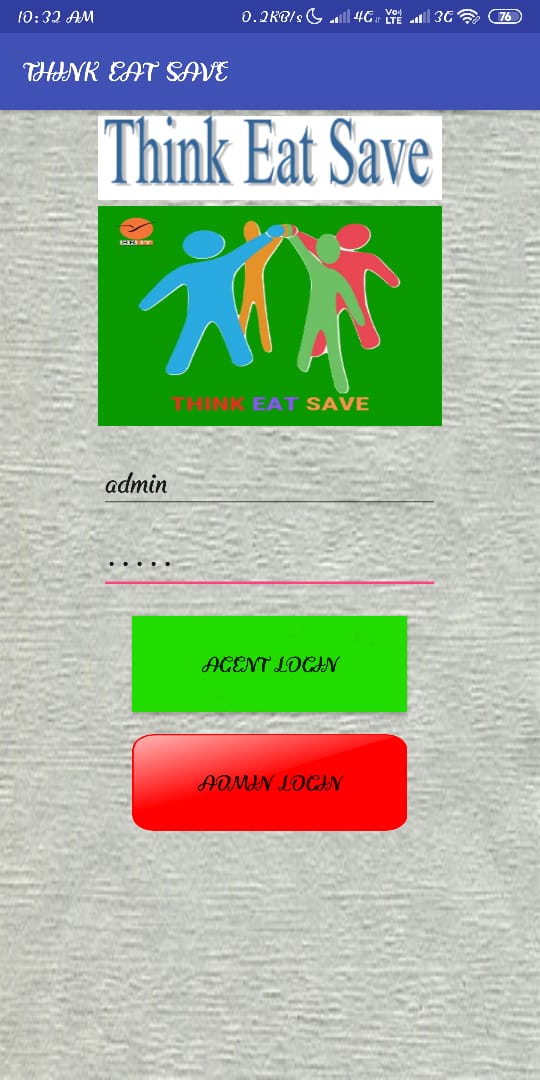 10:32 AM 0.2KB/s 4G Vo) LTE 3G 76
THINK EAT SAVE
Think Eat Save
THINK EAT SAVE
admin
.....
AGENT LOGIN
ADMIN LOGIN